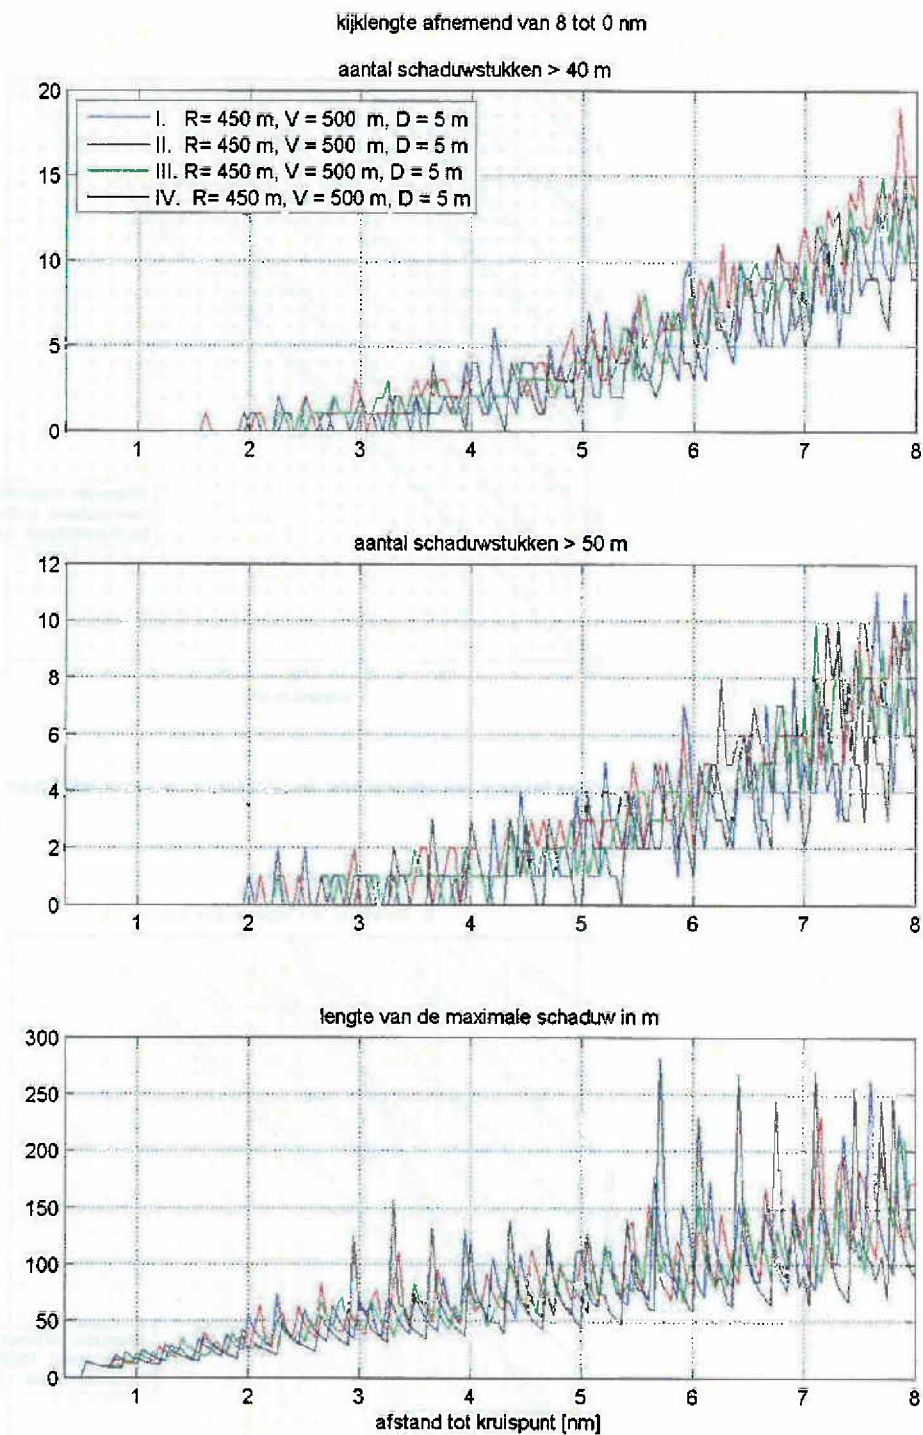 kijklengte afnemend van 8 tot 0 nm
aantal schaduwstukken > 40 m
20
15
10
5
0
I. R= 450 m, V = 500 m, D = 5 m
II. R= 450 m, V = 500 m, D = 5 m
III. R= 450 m, V = 500 m, D = 5 m
IV. R= 450 m, V = 500 m, D = 5 m
1 2 3 4 5 6 7 8
aantal schaduwstukken > 50 m
12
10
8
6
4
2
0
1 2 3 4 5 6 7 8
lengte van de maximale schaduw in m
300
250
200
150
100
50
0
1 2 3 4 5 6 7 8
afstand tot kruispunt [nm]